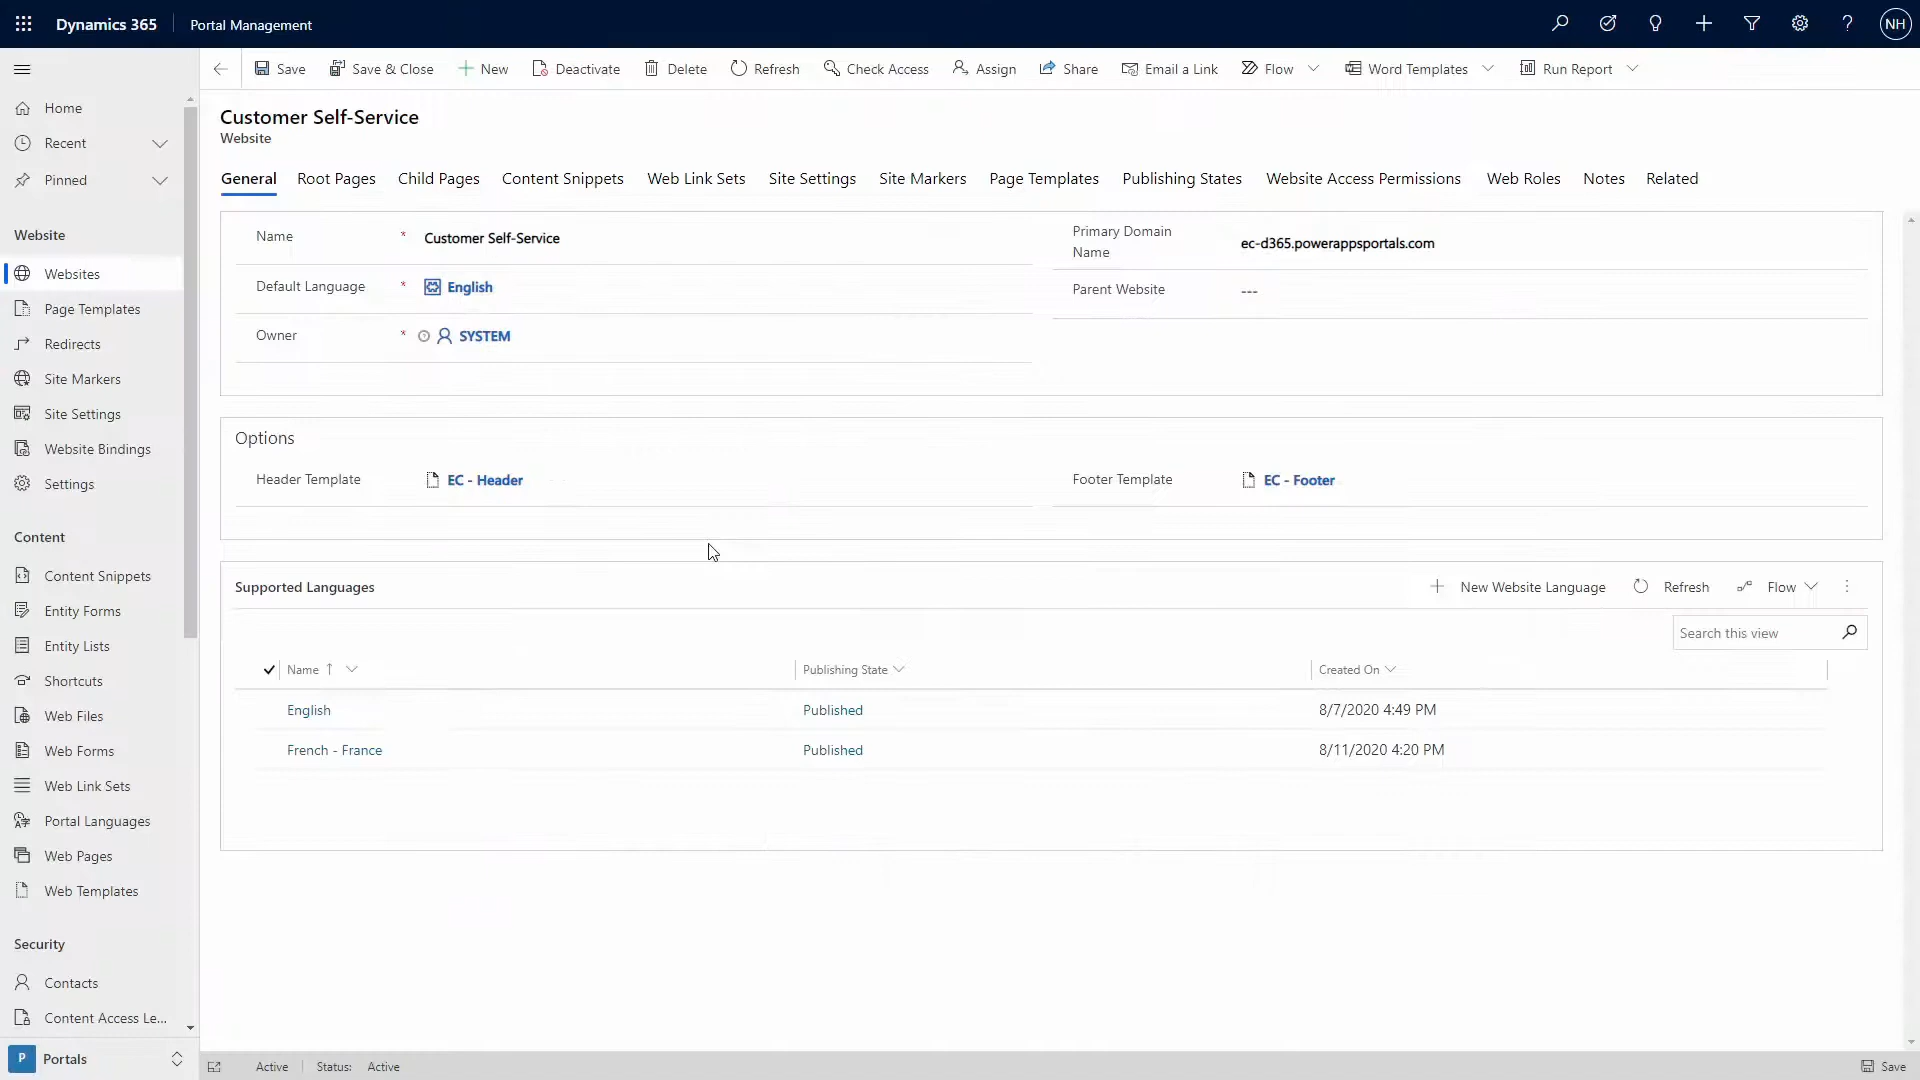 Dynamics 365
Portal Management
NH
Save
Save & Close
New
Deactivate
Delete
Refresh
Check Access
Assign
Share
Email a Link
Flow
Word Templates
Run Report
Home
Recent
Pinned
Website
Websites
Page Templates
Redirects
Site Markers
Site Settings
Website Bindings
Settings
Content
Content Snippets
Entity Forms
Entity Lists
Shortcuts
Web Files
Web Forms
Web Link Sets
Portal Languages
Web Pages
Web Templates
Security
Contacts
Content Access Le...
P
Portals
Customer Self-Service
Website
General
Root Pages
Child Pages
Content Snippets
Web Link Sets
Site Settings
Site Markers
Page Templates
Publishing States
Website Access Permissions
Web Roles
Notes
Related
Name
*
Customer Self-Service
Primary Domain
Name
ec-d365.powerappsportals.com
Default Language
*
English
Parent Website
---
Owner
*
SYSTEM
Options
Header Template
EC - Header
Footer Template
EC - Footer
Supported Languages
New Website Language
Refresh
Flow
Search this view
Name
Publishing State
Created On
English
Published
8/7/2020 4:49 PM
French - France
Published
8/11/2020 4:20 PM
Active
Status:
Active
Save